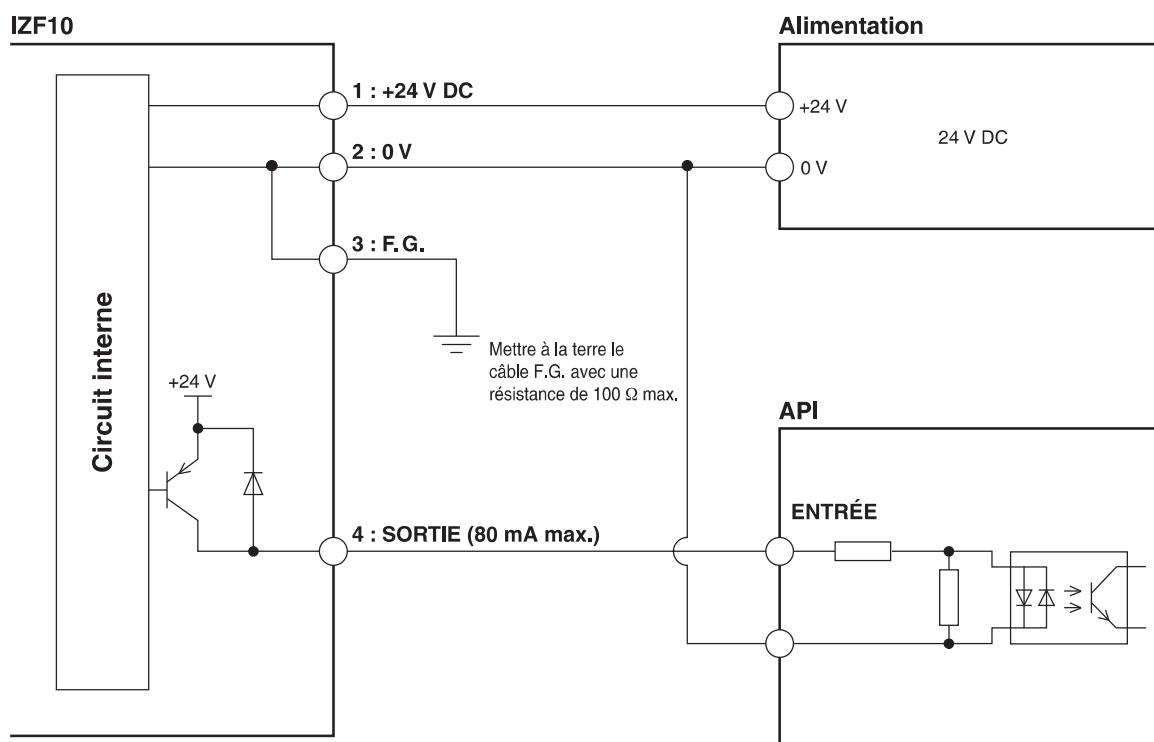 IZF10
Alimentation
1 : +24 V DC
+24 V
24 V DC
2 : 0 V
0 V
3 : F.G.
Circuit interne
Mettre à la terre le
câble F.G. avec une
résistance de 100 Ω max.
+24 V
API
ENTRÉE
4 : SORTIE (80 mA max.)